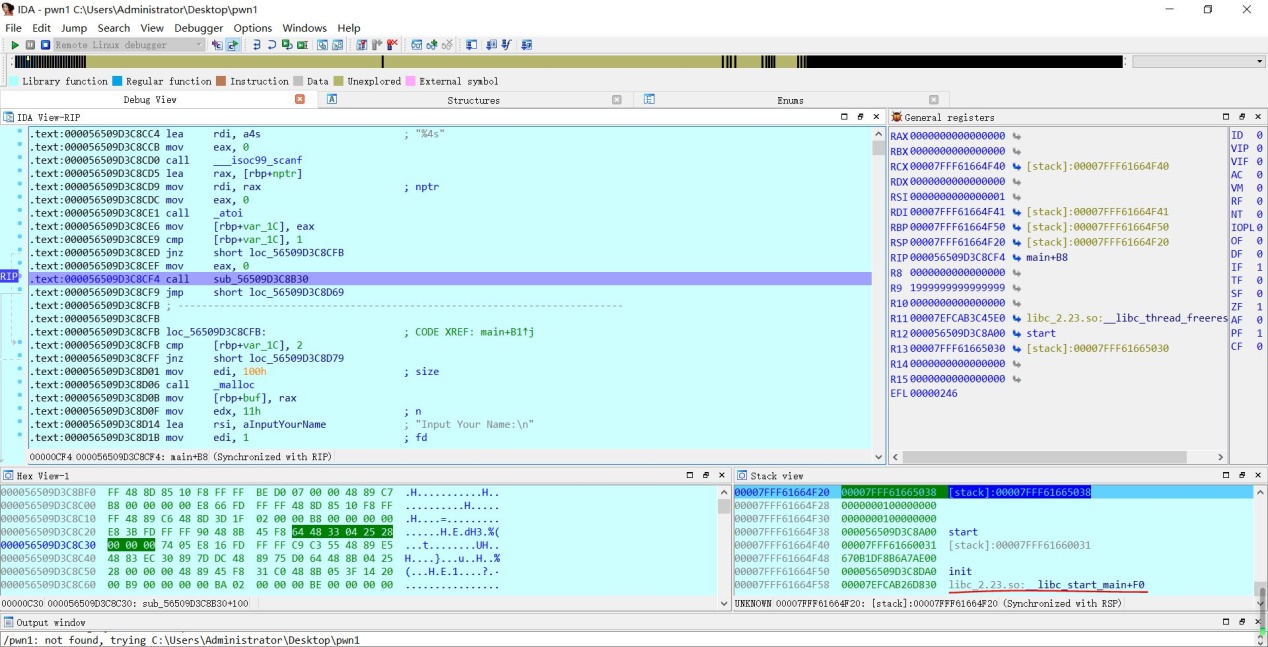 IDA - pwn1 C:\Users\Administrator\Desktop\pwn1
File Edit Jump Search View Debugger Options Windows Help
Remote Linux debugger
Library function Regular function Instruction Data Unexplored External symbol
Debug View Structures Enums
IDA View-RIP
.text:000056509D3C8CC4 lea rdi, a4s ; "%4s"
.text:000056509D3C8CCB mov eax, 0
.text:000056509D3C8CD0 call ___isoc99_scanf
.text:000056509D3C8CD5 lea rax, [rbp+nptr]
.text:000056509D3C8CD9 mov rdi, rax ; nptr
.text:000056509D3C8CDC mov eax, 0
.text:000056509D3C8CE1 call _atoi
.text:000056509D3C8CE6 mov [rbp+var_1C], eax
.text:000056509D3C8CE9 cmp [rbp+var_1C], 1
.text:000056509D3C8CED jnz short loc_56509D3C8CFB
.text:000056509D3C8CEF mov eax, 0
RIP .text:000056509D3C8CF4 call sub_56509D3C8B30
.text:000056509D3C8CF9 jmp short loc_56509D3C8D69
.text:000056509D3C8CFB ; ---------------------------------------------------------------------------
.text:000056509D3C8CFB
.text:000056509D3C8CFB loc_56509D3C8CFB: ; CODE XREF: main+B1↑j
.text:000056509D3C8CFB cmp [rbp+var_1C], 2
.text:000056509D3C8CFF jnz short loc_56509D3C8D79
.text:000056509D3C8D01 mov edi, 100h ; size
.text:000056509D3C8D06 call _malloc
.text:000056509D3C8D0B mov [rbp+buf], rax
.text:000056509D3C8D0F mov edx, 11h ; n
.text:000056509D3C8D14 lea rsi, aInputYourName ; "Input Your Name:\n"
.text:000056509D3C8D1B mov edi, 1 ; fd
00000CF4 000056509D3C8CF4: main+B8 (Synchronized with RIP)
General registers
RAX 0000000000000000
RBX 0000000000000000
RCX 00007FFF61664F40 [stack]:00007FFF61664F40
RDX 0000000000000000
RSI 0000000000000001
RDI 00007FFF61664F41 [stack]:00007FFF61664F41
RBP 00007FFF61664F50 [stack]:00007FFF61664F50
RSP 00007FFF61664F20 [stack]:00007FFF61664F20
RIP 000056509D3C8CF4 main+B8
R8 0000000000000000
R9 1999999999999999
R10 0000000000000000
R11 00007EFCAB3C45E0 libc_2.23.so:__libc_thread_freeres
R12 000056509D3C8A00 start
R13 00007FFF61665030 [stack]:00007FFF61665030
R14 0000000000000000
R15 0000000000000000
EFL 00000246
ID 0
VIP 0
VIF 0
AC 0
VM 0
RF 0
NT 0
IOPL 0
OF 0
DF 0
IF 1
TF 0
SF 0
ZF 1
AF 0
PF 1
CF 0
Hex View-1
000056509D3C8BF0 FF 48 8D 85 10 F8 FF FF BE D0 07 00 00 48 89 C7 .H...........H..
000056509D3C8C00 B8 00 00 00 00 E8 66 FD FF FF 48 8D 85 10 F8 FF ..........H.....
000056509D3C8C10 FF 48 89 C6 48 8D 3D 1F 02 00 00 B8 00 00 00 00 .H....=.........
000056509D3C8C20 E8 3B FD FF FF 90 48 8B 45 F8 64 48 33 04 25 28 ......H.E.dH3.%(
000056509D3C8C30 00 00 00 74 05 E8 16 FD FF FF C9 C3 55 48 89 E5 ...t........UH..
000056509D3C8C40 48 83 EC 30 89 7D DC 48 89 75 D0 64 48 8B 04 25 H....}...u..H..%
000056509D3C8C50 28 00 00 00 48 89 45 F8 31 C0 48 8B 05 3F 14 20 (...H.E.1....?..
000056509D3C8C60 00 B9 00 00 00 00 BA 02 00 00 00 BE 00 00 00 00 ................
00000C30 000056509D3C8C30: sub_56509D3C8B30+100
Stack view
00007FFF61664F20 00007FFF61665038 [stack]:00007FFF61665038
00007FFF61664F28 0000000100000000
00007FFF61664F30 0000000100000000
00007FFF61664F38 000056509D3C8A00 start
00007FFF61664F40 00007FFF61660031 [stack]:00007FFF61660031
00007FFF61664F48 670B1DF8B6A7AE00
00007FFF61664F50 000056509D3C8DA0 init
00007FFF61664F58 00007EFCAB26D830 libc_2.23.so:__libc_start_main+F0
UNKNOWN 00007FFF61664F20: [stack]:00007FFF61664F20 (Synchronized with RSP)
Output window
/pwn1: not found, trying C:\Users\Administrator\Desktop\pwn1